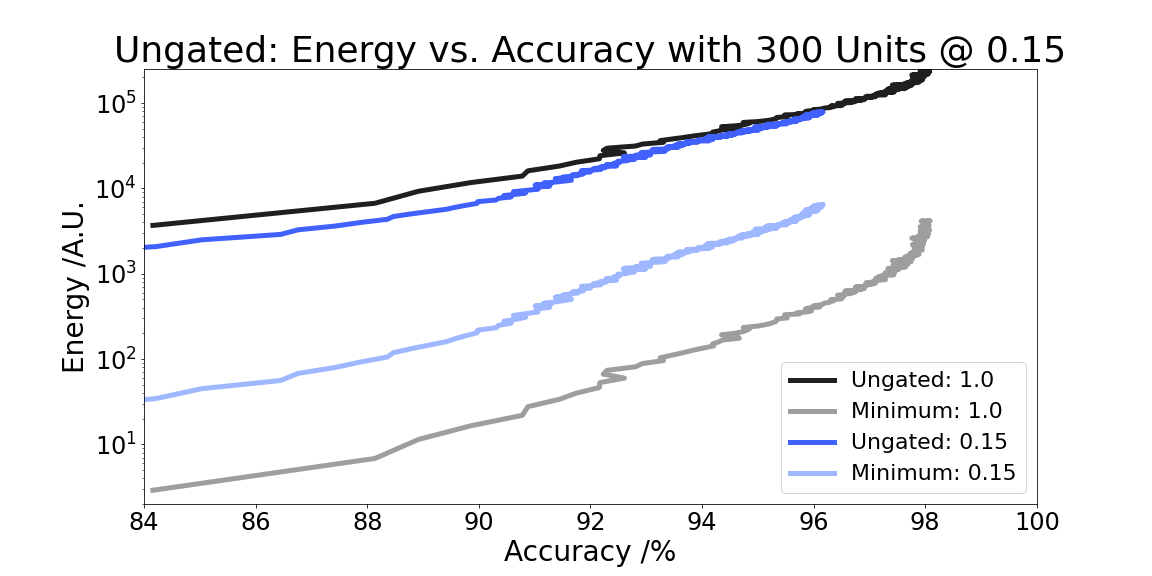 Ungated: Energy vs. Accuracy with 300 Units @ 0.15
Energy /A.U.
10⁵
10⁴
10³
10²
10¹
Ungated: 1.0
Minimum: 1.0
Ungated: 0.15
Minimum: 0.15
84 86 88 90 92 94 96 98 100
Accuracy /%